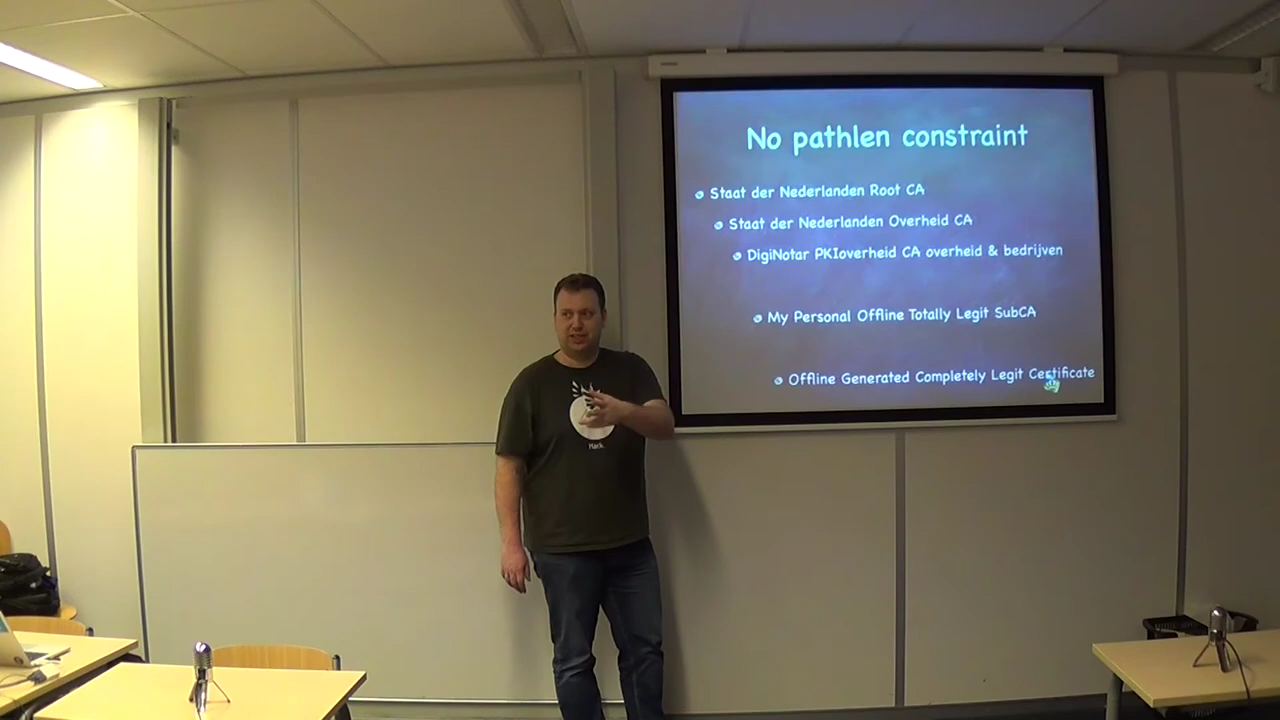 No pathlen constraint
Staat der Nederlanden Root CA
Staat der Nederlanden Overheid CA
DigiNotar PKIoverheid CA overheid & bedrijven
My Personal Offline Totally Legit SubCA
Offline Generated Completely Legit Certificate
Hack.